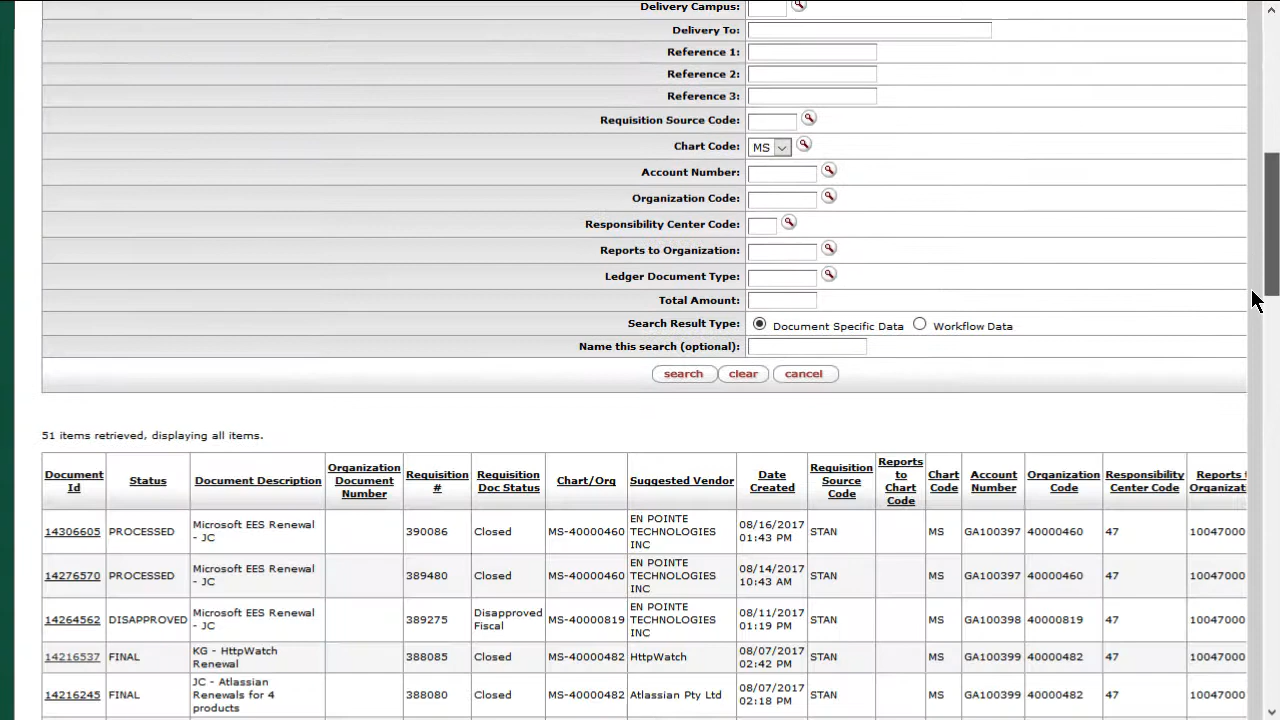 Delivery Campus:
Delivery To:
Reference 1:
Reference 2:
Reference 3:
Requisition Source Code:
Chart Code: MS
Account Number:
Organization Code:
Responsibility Center Code:
Reports to Organization:
Ledger Document Type:
Total Amount:
Search Result Type: Document Specific Data Workflow Data
Name this search (optional):
search clear cancel
51 items retrieved, displaying all items.
Document Id Status Document Description Organization Document Number Requisition # Requisition Doc Status Chart/Org Suggested Vendor Date Created Requisition Source Code Reports to Chart Code Chart Code Account Number Organization Code Responsibility Center Code Reports
14306605 PROCESSED Microsoft EES Renewal - JC 390086 Closed MS-40000460 EN POINTE TECHNOLOGIES INC 08/16/2017 01:43 PM STAN MS GA100397 40000460 47 10047000
14276570 PROCESSED Microsoft EES Renewal - JC 389480 Closed MS-40000460 EN POINTE TECHNOLOGIES INC 08/14/2017 10:43 AM STAN MS GA100397 40000460 47 10047000
14264562 DISAPPROVED Microsoft EES Renewal - JC 389275 Disapproved Fiscal MS-40000819 EN POINTE TECHNOLOGIES INC 08/11/2017 01:19 PM STAN MS GA100398 40000819 47 10047000
14216537 FINAL KG - HttpWatch Renewal 388085 Closed MS-40000482 HttpWatch 08/07/2017 02:42 PM STAN MS GA100399 40000482 47 10047000
14216245 FINAL JC - Atlassian Renewals for 4 products 388080 Closed MS-40000482 Atlassian Pty Ltd 08/07/2017 02:18 PM STAN MS GA100399 40000482 47 10047000